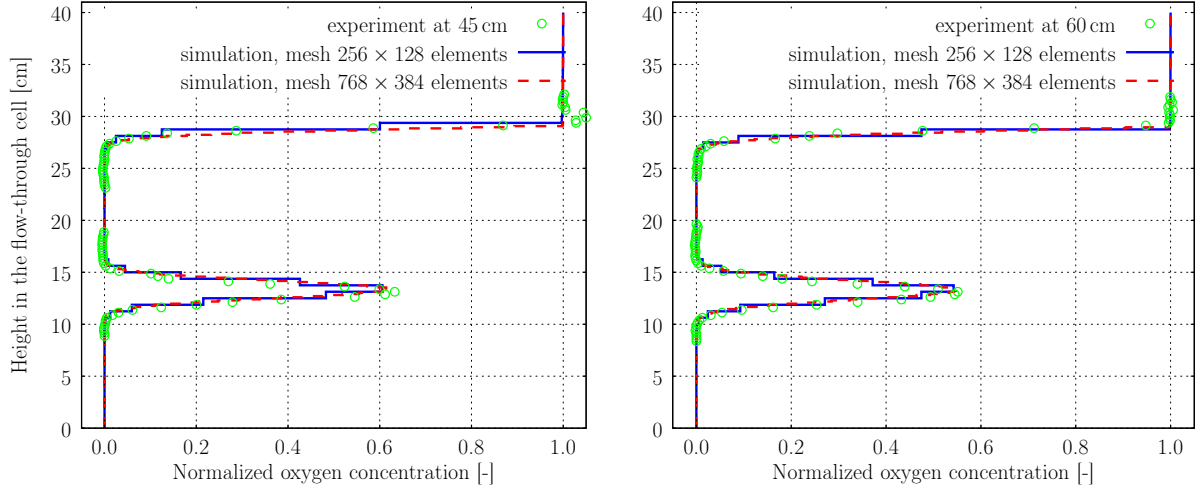 experiment at 45 cm
simulation, mesh 256 × 128 elements
simulation, mesh 768 × 384 elements
Height in the flow-through cell [cm]
40
35
30
25
20
15
10
5
0
0.0 0.2 0.4 0.6 0.8 1.0
Normalized oxygen concentration [-]
experiment at 60 cm
simulation, mesh 256 × 128 elements
simulation, mesh 768 × 384 elements
40
35
30
25
20
15
10
5
0
0.0 0.2 0.4 0.6 0.8 1.0
Normalized oxygen concentration [-]